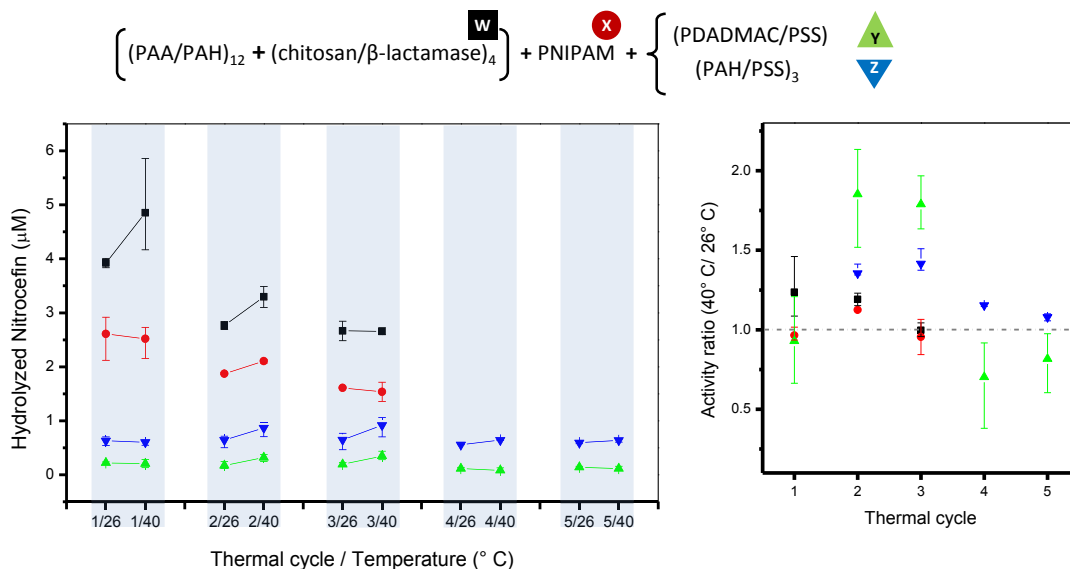 W X
(PAA/PAH)12 + (chitosan/β-lactamase)4 + PNIPAM + (PDADMAC/PSS) Y
(PAH/PSS)3 Z
Hydrolyzed Nitrocefin (μM)
6
5
4
3
2
1
0
1/26 1/40 2/26 2/40 3/26 3/40 4/26 4/40 5/26 5/40
Thermal cycle / Temperature (° C)
Activity ratio (40° C/ 26° C)
2.0
1.5
1.0
0.5
1 2 3 4 5
Thermal cycle